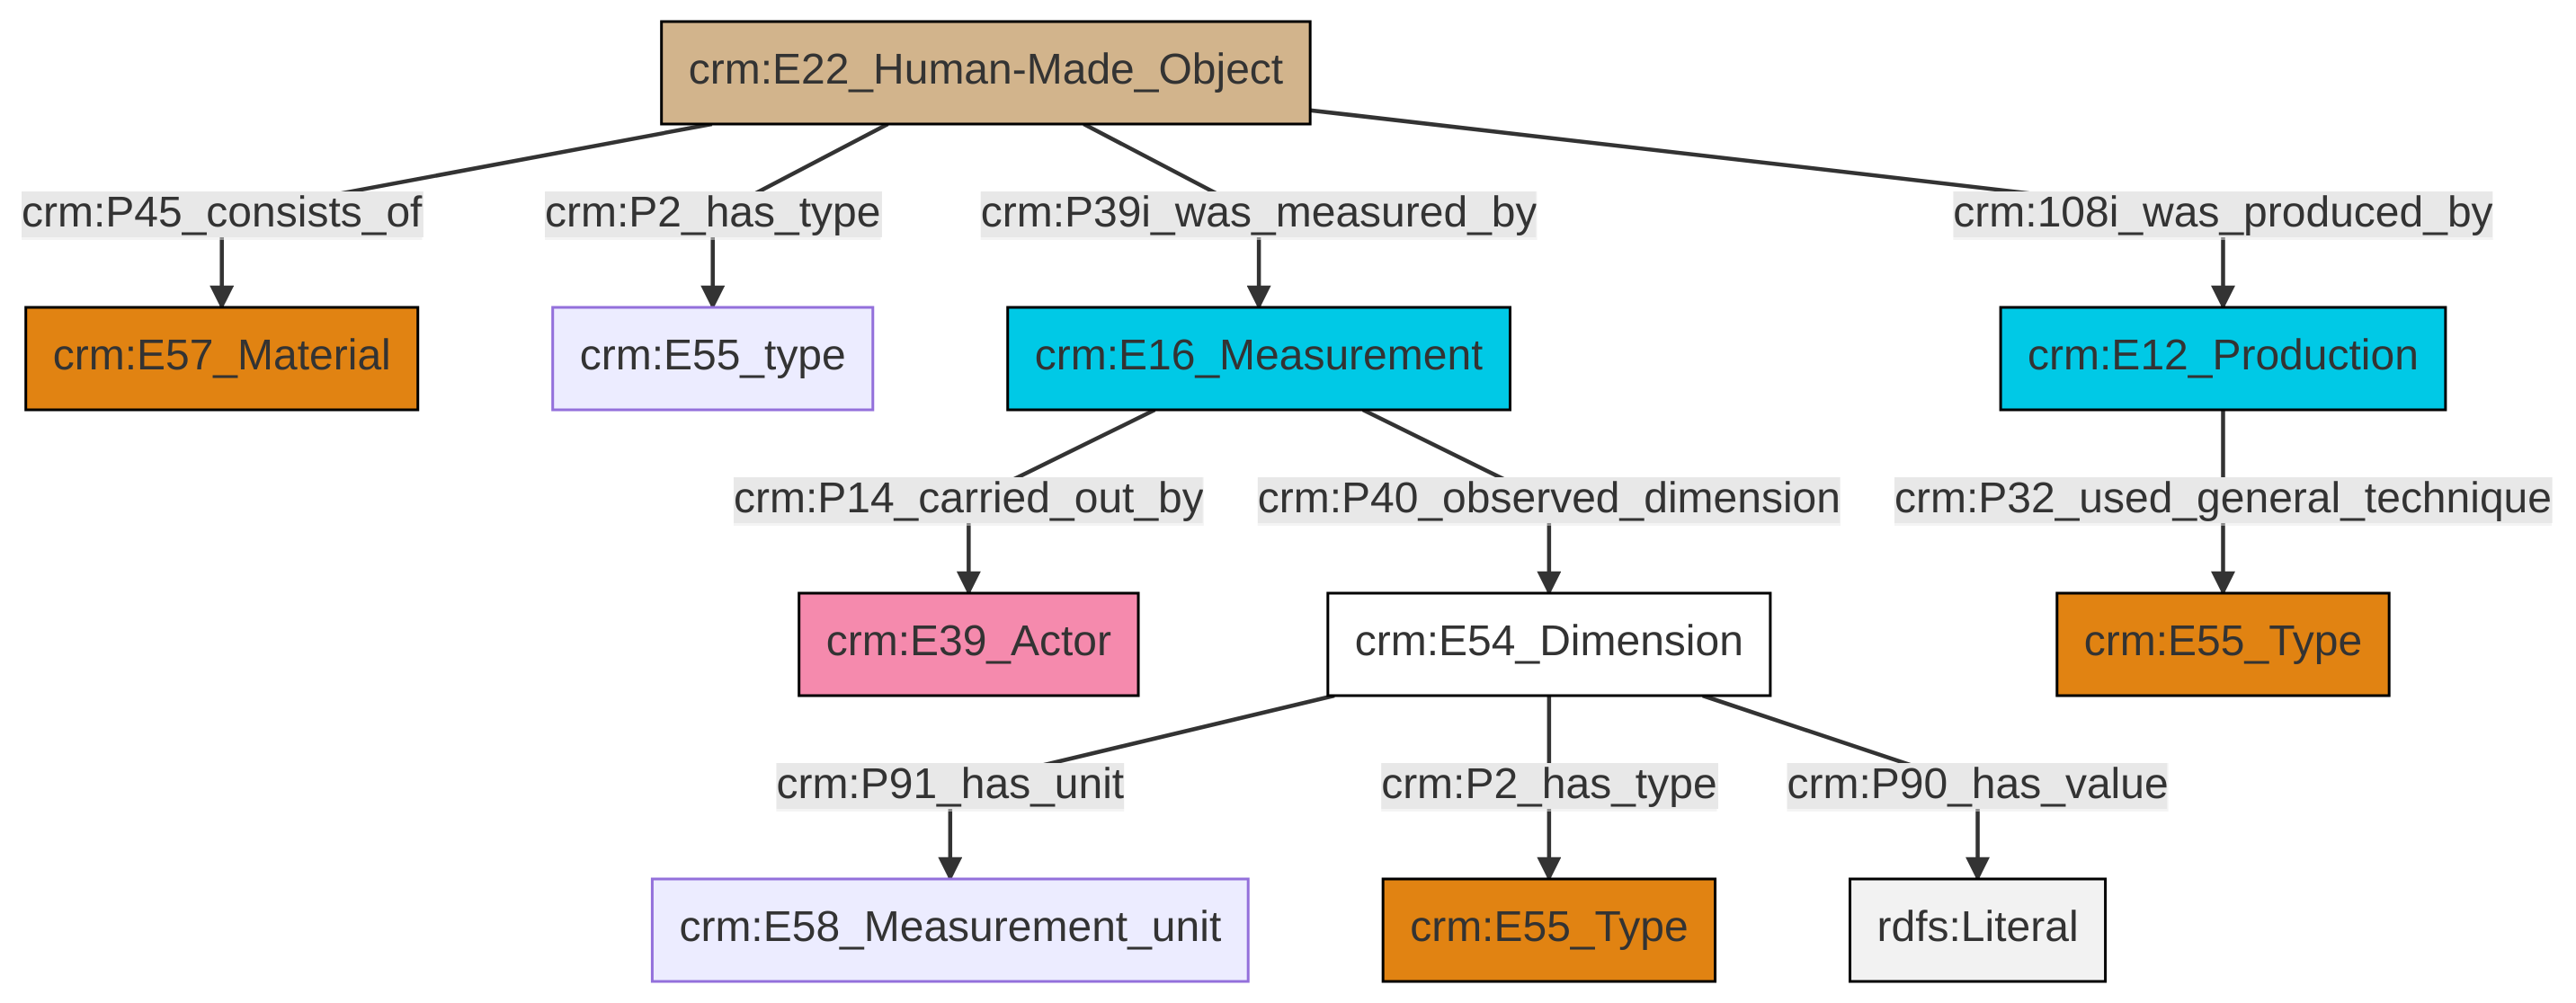 crm:E22_Human-Made_Object
crm:P45_consists_of
crm:P2_has_type
crm:P39i_was_measured_by
crm:108i_was_produced_by
crm:E57_Material
crm:E55_type
crm:E16_Measurement
crm:E12_Production
crm:P14_carried_out_by
crm:P40_observed_dimension
crm:P32_used_general_technique
crm:E39_Actor
crm:E54_Dimension
crm:E55_Type
crm:P91_has_unit
crm:P2_has_type
crm:P90_has_value
crm:E58_Measurement_unit
crm:E55_Type
rdfs:Literal